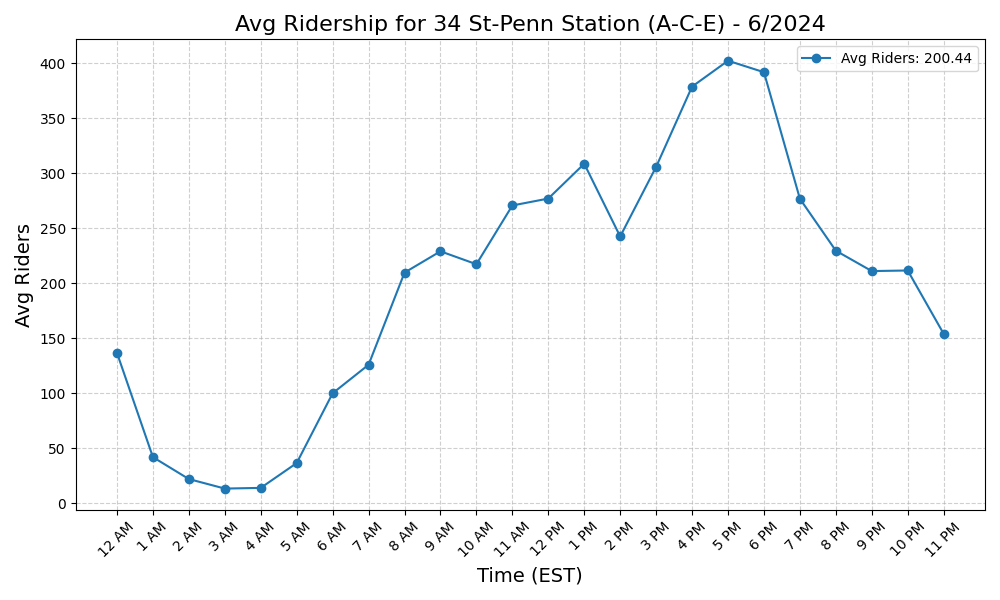 Avg Ridership for 34 St-Penn Station (A-C-E) - 6/2024
Avg Riders: 200.44
Avg Riders
400
350
300
250
200
150
100
50
0
12 AM
1 AM
2 AM
3 AM
4 AM
5 AM
6 AM
7 AM
8 AM
9 AM
10 AM
11 AM
12 PM
1 PM
2 PM
3 PM
4 PM
5 PM
6 PM
7 PM
8 PM
9 PM
10 PM
11 PM
Time (EST)